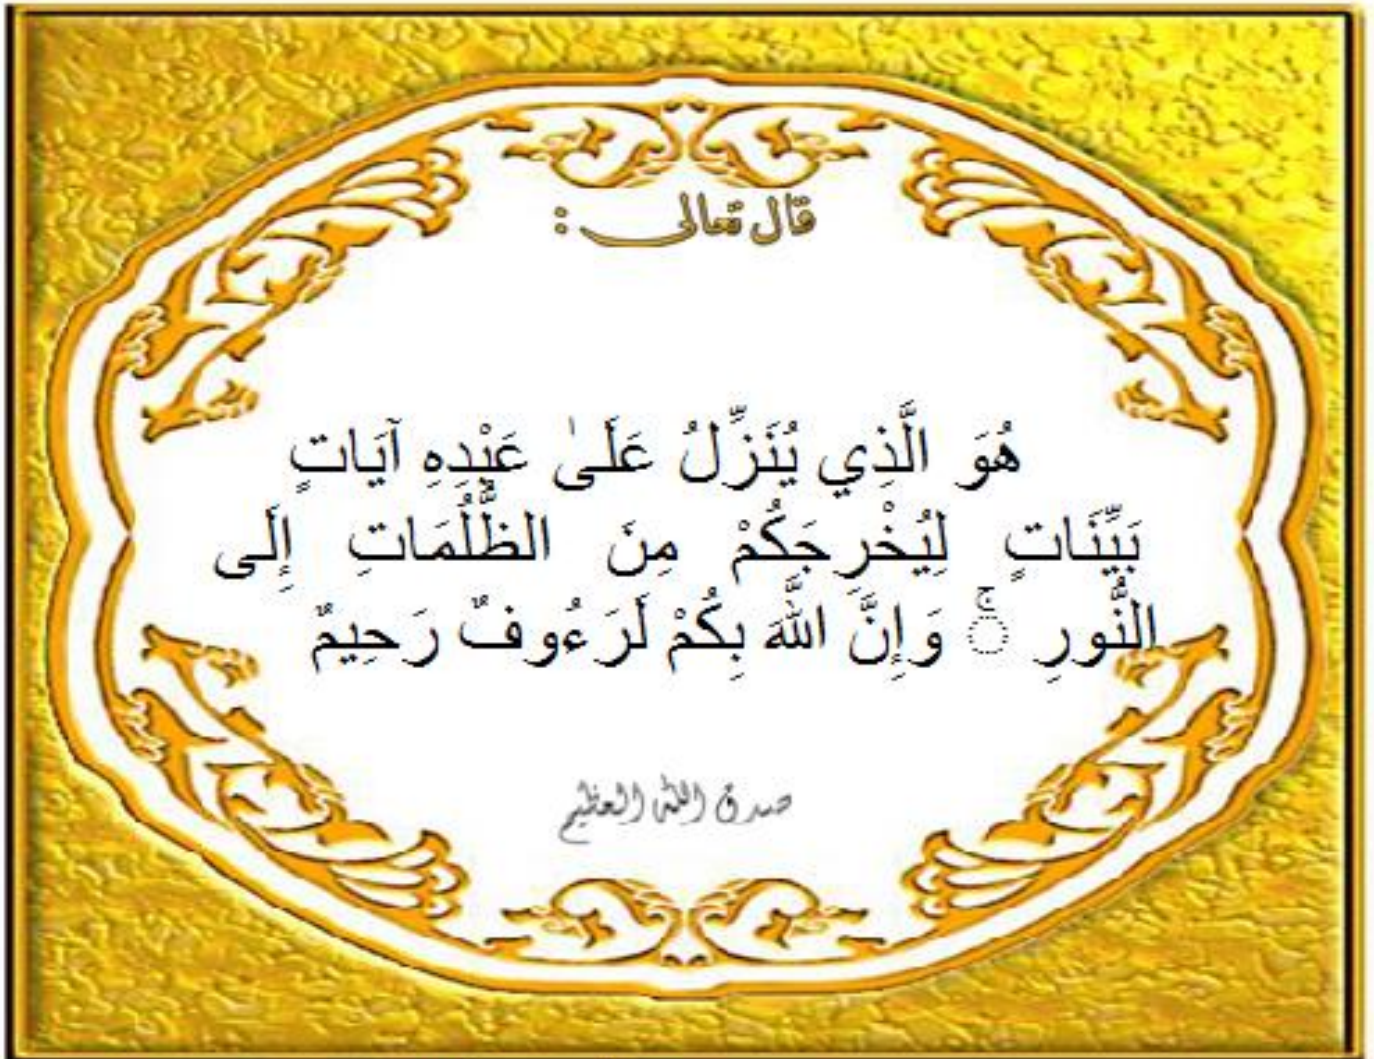 قال تعالى :
هُوَ الَّذِي يُنَزِّلُ عَلَىٰ عَبْدِهِ آيَاتٍ
بَيِّنَاتٍ لِيُخْرِجَكُمْ مِنَ الظُّلُمَاتِ إِلَى
النُّورِ ۚ وَإِنَّ اللَّهَ بِكُمْ لَرَءُوفٌ رَحِيمٌ
صدق الله العظيم